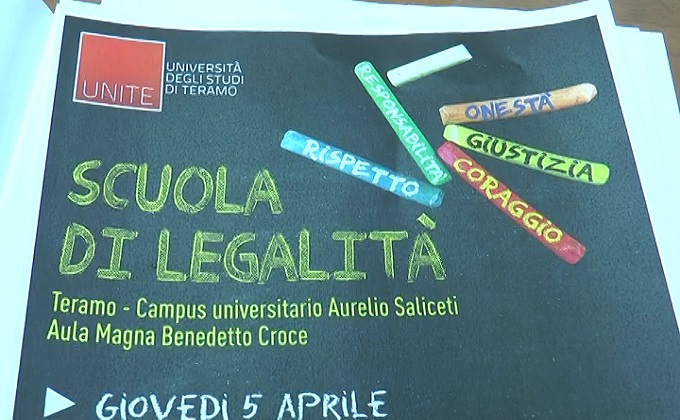 UNITE
UNIVERSITÀ
DEGLI STUDI
DI TERAMO
RESPONSABILITÀ
ONESTÀ
GIUSTIZIA
CORAGGIO
RISPETTO
SCUOLA
DI LEGALITÀ
Teramo - Campus universitario Aurelio Saliceti
Aula Magna Benedetto Croce
GIOVEDÌ 5 APRILE